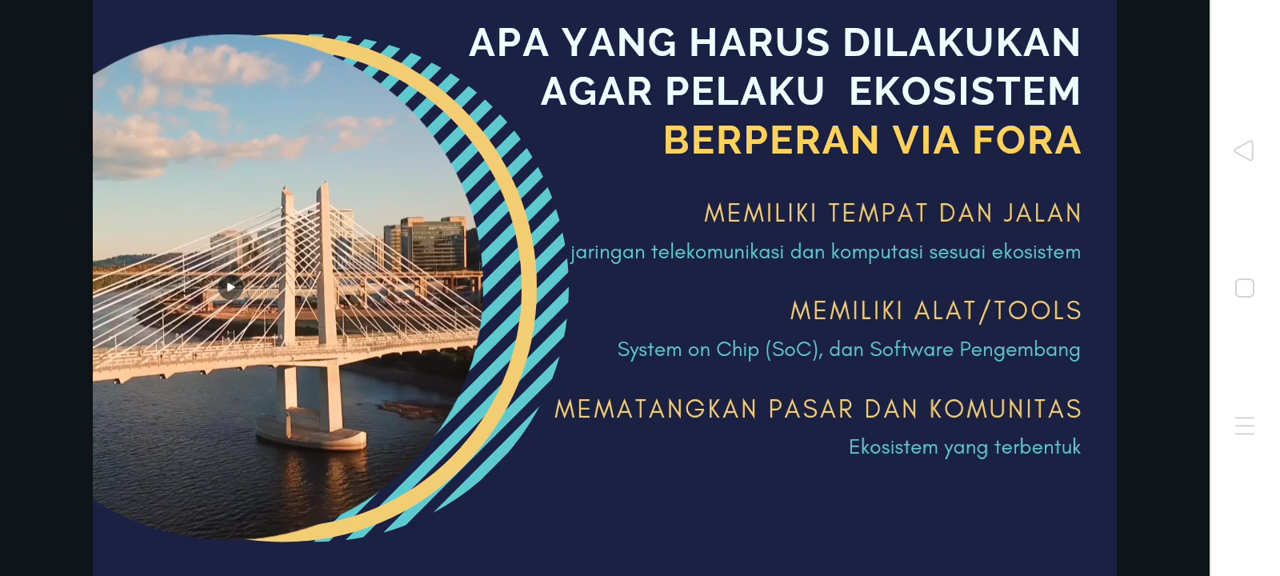 APA YANG HARUS DILAKUKAN
AGAR PELAKU EKOSISTEM
BERPERAN VIA FORA
MEMILIKI TEMPAT DAN JALAN
jaringan telekomunikasi dan komputasi sesuai ekosistem
MEMILIKI ALAT/TOOLS
System on Chip (SoC), dan Software Pengembang
MEMATANGKAN PASAR DAN KOMUNITAS
Ekosistem yang terbentuk